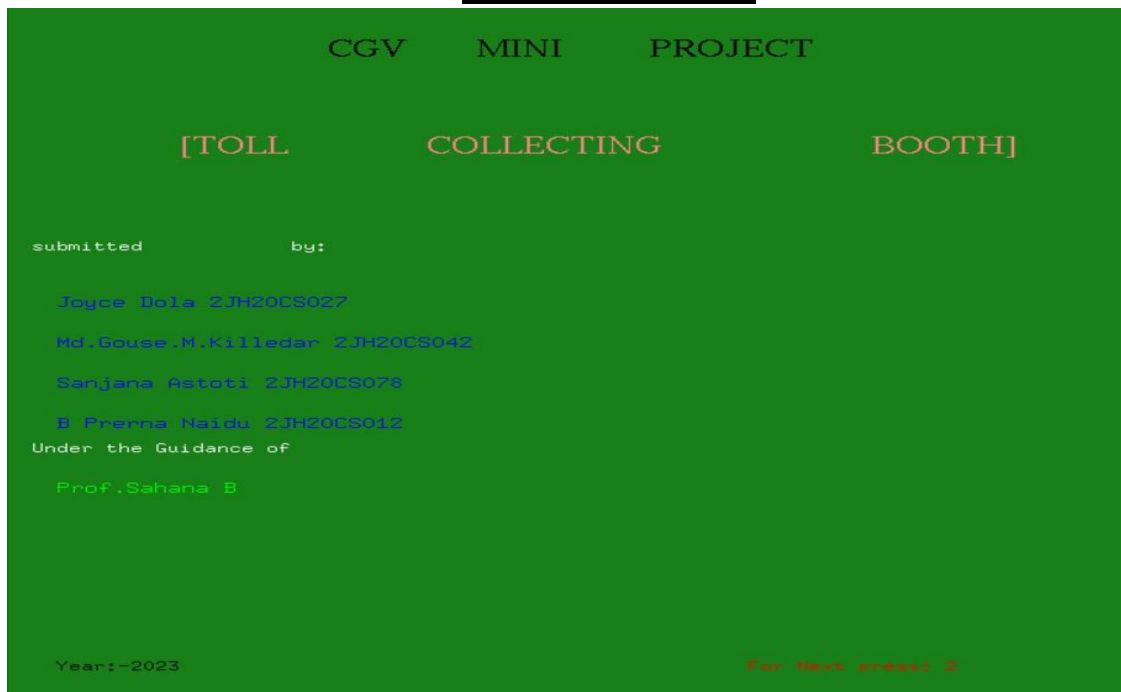 CGV MINI PROJECT
[TOLL COLLECTING BOOTH]
submitted by:
Joyce Dola 2JH20CS027
Md.Gouse.M.Killedar 2JH20CS042
Sanjana Astoti 2JH20CS078
B Prerna Naidu 2JH20CS012
Under the Guidance of
Prof.Sahana B
Year:-2023
For Next press: 2